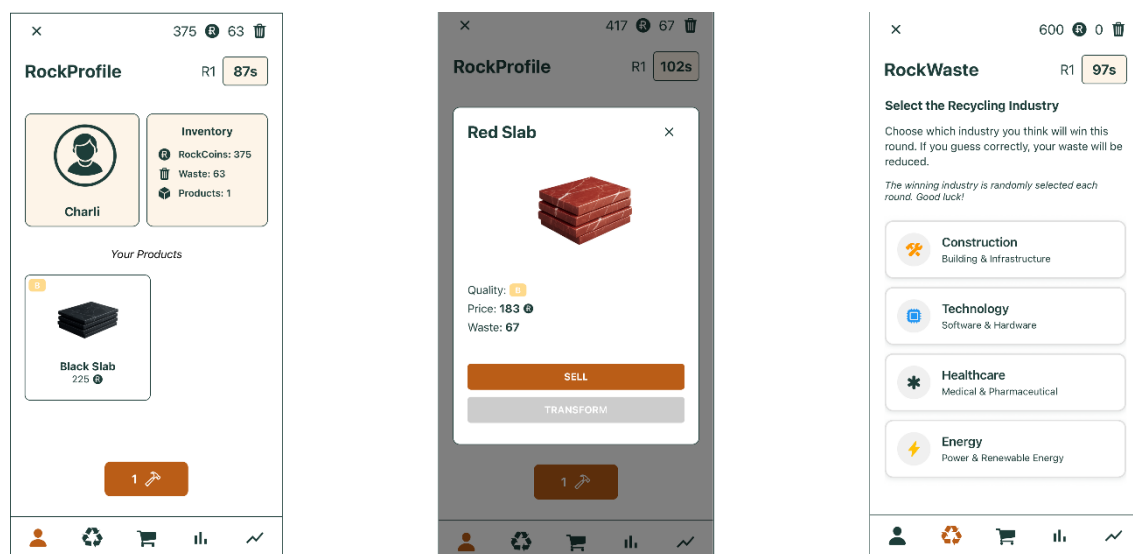 375 R 63
RockProfile
R1 87s
Inventory
R RockCoins: 375
Waste: 63
Products: 1
Charli
Your Products
B
Black Slab
225 R
1
417 R 67
RockProfile
R1 102s
Red Slab
Quality: B
Price: 183 R
Waste: 67
SELL
TRANSFORM
1
600 R 0
RockWaste
R1 97s
Select the Recycling Industry
Choose which industry you think will win this
round. If you guess correctly, your waste will be
reduced.
The winning industry is randomly selected each
round. Good luck!
Construction
Building & Infrastructure
Technology
Software & Hardware
Healthcare
Medical & Pharmaceutical
Energy
Power & Renewable Energy